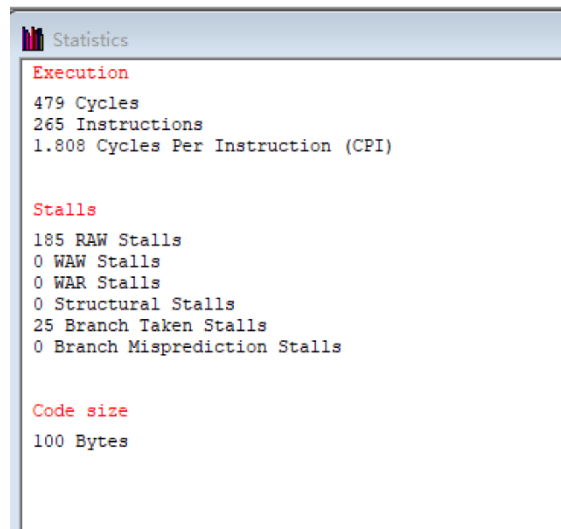 Statistics
Execution
479 Cycles
265 Instructions
1.808 Cycles Per Instruction (CPI)
Stalls
185 RAW Stalls
0 WAW Stalls
0 WAR Stalls
0 Structural Stalls
25 Branch Taken Stalls
0 Branch Misprediction Stalls
Code size
100 Bytes